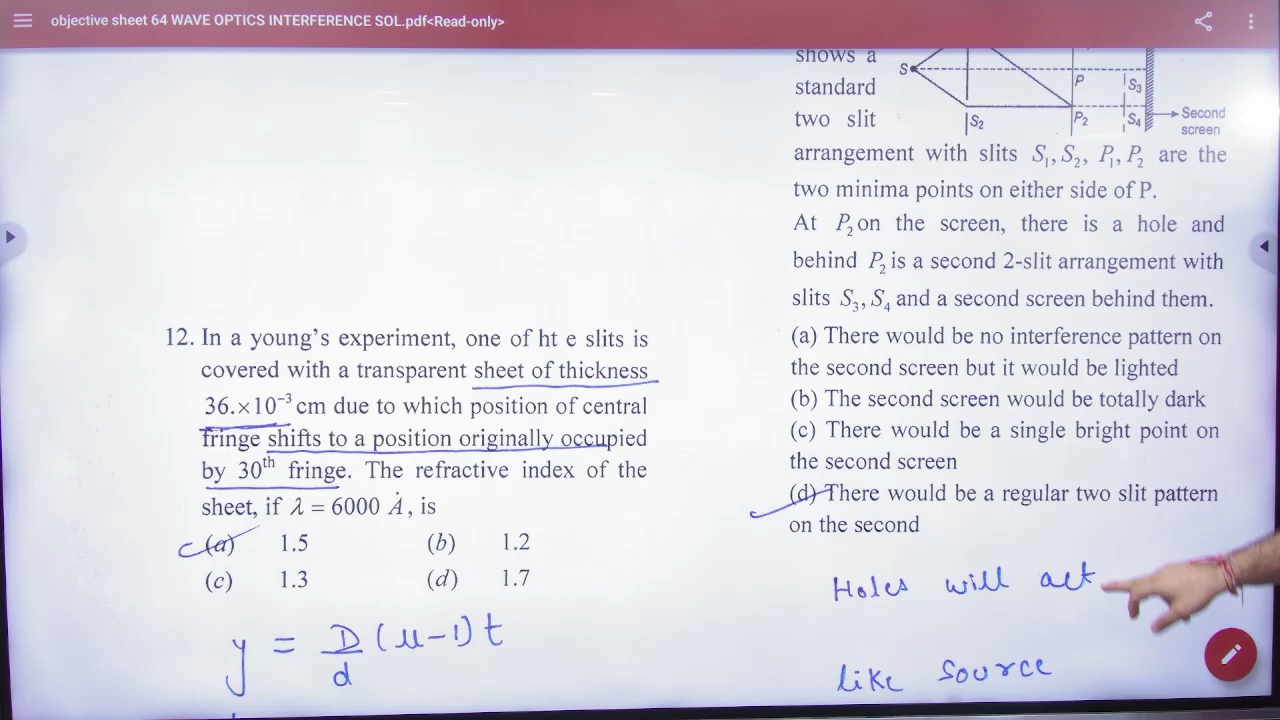 objective sheet 64 WAVE OPTICS INTERFERENCE SOL.pdf<Read-only>
12. In a young's experiment, one of ht e slits is
covered with a transparent sheet of thickness
36.×10⁻³ cm due to which position of central
fringe shifts to a position originally occupied
by 30th fringe. The refractive index of the
sheet, if λ = 6000 Å, is
(a) 1.5 (b) 1.2
(c) 1.3 (d) 1.7
y = D/d (μ-1) t
shows a
standard
two slit
S
S₂
P
P₂
S₃
S₄
Second
screen
arrangement with slits S₁, S₂, P₁, P₂ are the
two minima points on either side of P.
At P₂ on the screen, there is a hole and
behind P₂ is a second 2-slit arrangement with
slits S₃, S₄ and a second screen behind them.
(a) There would be no interference pattern on
the second screen but it would be lighted
(b) The second screen would be totally dark
(c) There would be a single bright point on
the second screen
(d) There would be a regular two slit pattern
on the second
Holes will act
like source